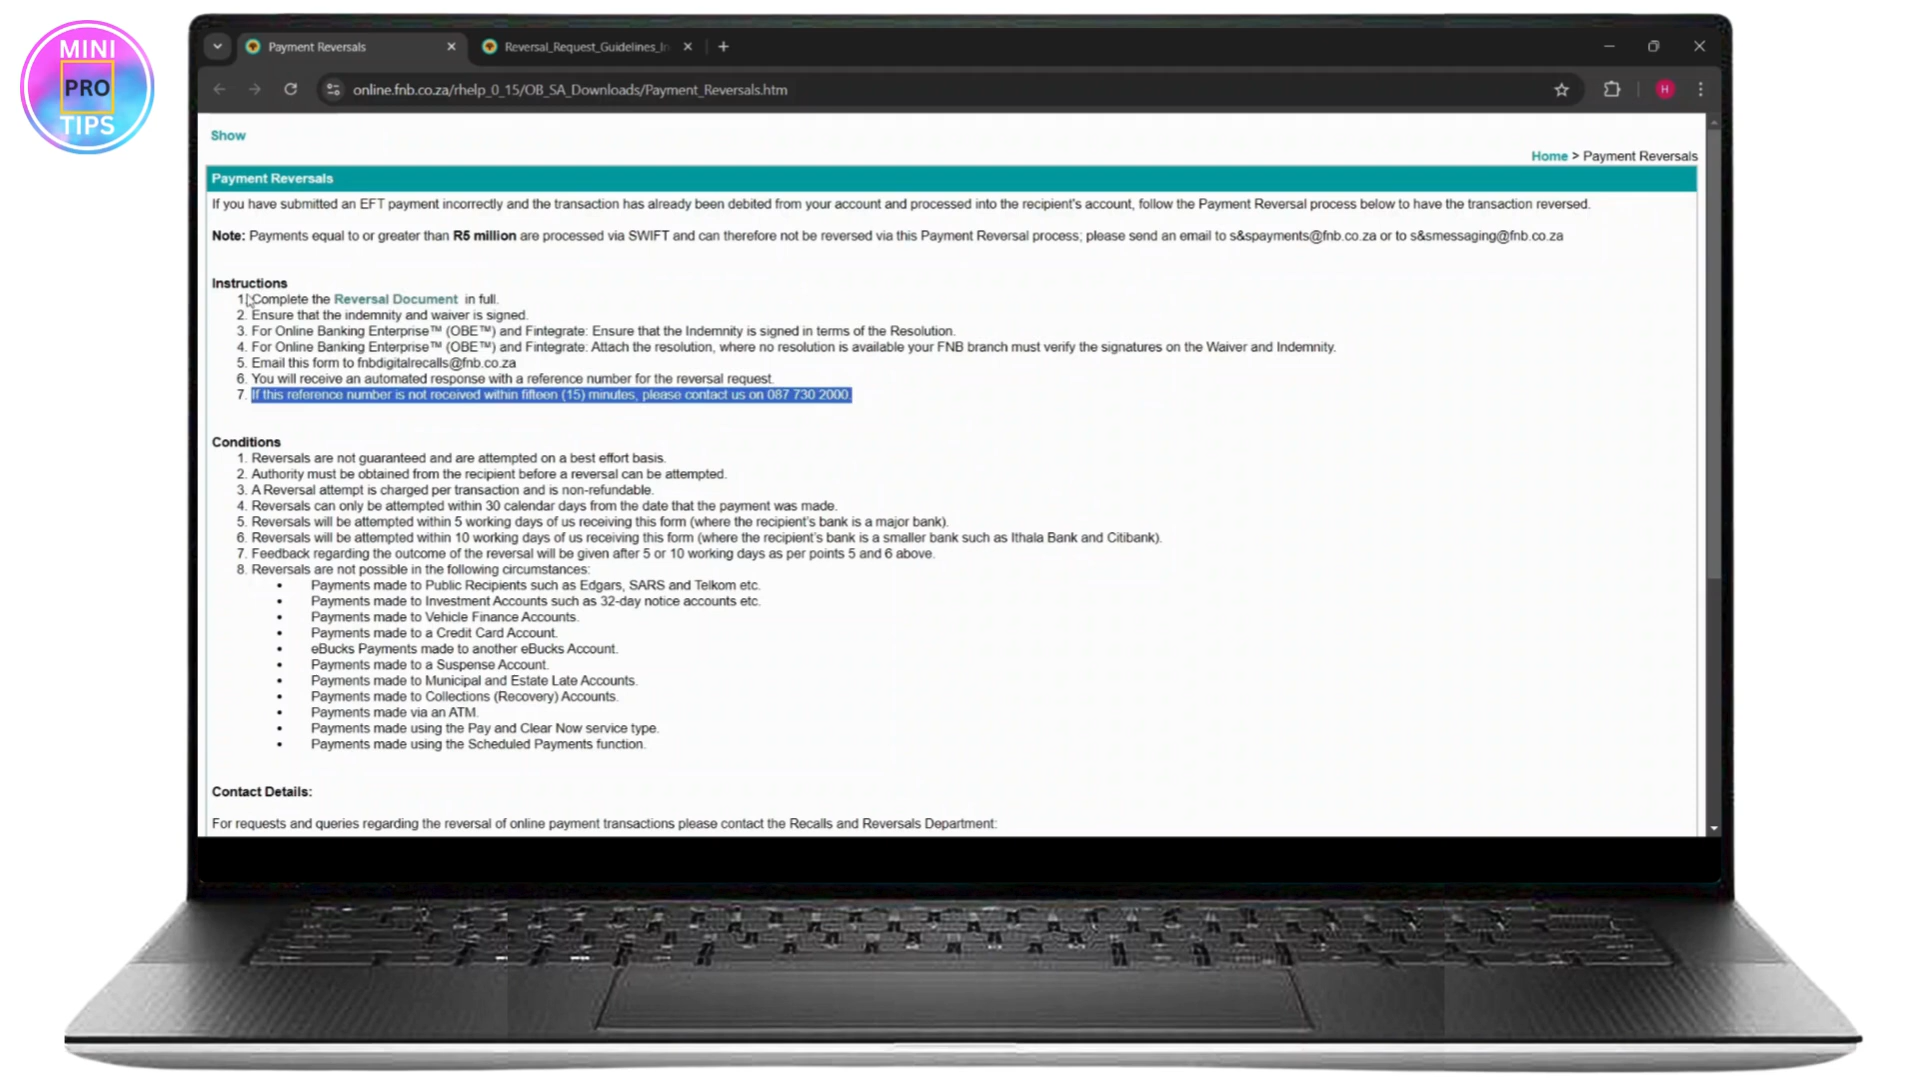 MINI
PRO
TIPS
Payment Reversals
Reversal_Request_Guidelines_In
online.fnb.co.za/rhelp_0_15/OB_SA_Downloads/Payment_Reversals.htm
H
Show
Home > Payment Reversals
Payment Reversals
If you have submitted an EFT payment incorrectly and the transaction has already been debited from your account and processed into the recipient's account, follow the Payment Reversal process below to have the transaction reversed.
Note: Payments equal to or greater than R5 million are processed via SWIFT and can therefore not be reversed via this Payment Reversal process; please send an email to s&spayments@fnb.co.za or to s&smessaging@fnb.co.za
Instructions
1. Complete the Reversal Document in full.
2. Ensure that the indemnity and waiver is signed.
3. For Online Banking Enterprise™ (OBE™) and Fintegrate: Ensure that the Indemnity is signed in terms of the Resolution.
4. For Online Banking Enterprise™ (OBE™) and Fintegrate: Attach the resolution, where no resolution is available your FNB branch must verify the signatures on the Waiver and Indemnity.
5. Email this form to fnbdigitalrecalls@fnb.co.za
6. You will receive an automated response with a reference number for the reversal request.
7. If this reference number is not received within fifteen (15) minutes, please contact us on 087 730 2000.
Conditions
1. Reversals are not guaranteed and are attempted on a best effort basis.
2. Authority must be obtained from the recipient before a reversal can be attempted.
3. A Reversal attempt is charged per transaction and is non-refundable.
4. Reversals can only be attempted within 30 calendar days from the date that the payment was made.
5. Reversals will be attempted within 5 working days of us receiving this form (where the recipient's bank is a major bank).
6. Reversals will be attempted within 10 working days of us receiving this form (where the recipient's bank is a smaller bank such as Ithala Bank and Citibank).
7. Feedback regarding the outcome of the reversal will be given after 5 or 10 working days as per points 5 and 6 above.
8. Reversals are not possible in the following circumstances:
• Payments made to Public Recipients such as Edgars, SARS and Telkom etc.
• Payments made to Investment Accounts such as 32-day notice accounts etc.
• Payments made to Vehicle Finance Accounts.
• Payments made to a Credit Card Account.
• eBucks Payments made to another eBucks Account.
• Payments made to a Suspense Account.
• Payments made to Municipal and Estate Late Accounts.
• Payments made to Collections (Recovery) Accounts.
• Payments made via an ATM.
• Payments made using the Pay and Clear Now service type.
• Payments made using the Scheduled Payments function.
Contact Details:
For requests and queries regarding the reversal of online payment transactions please contact the Recalls and Reversals Department: